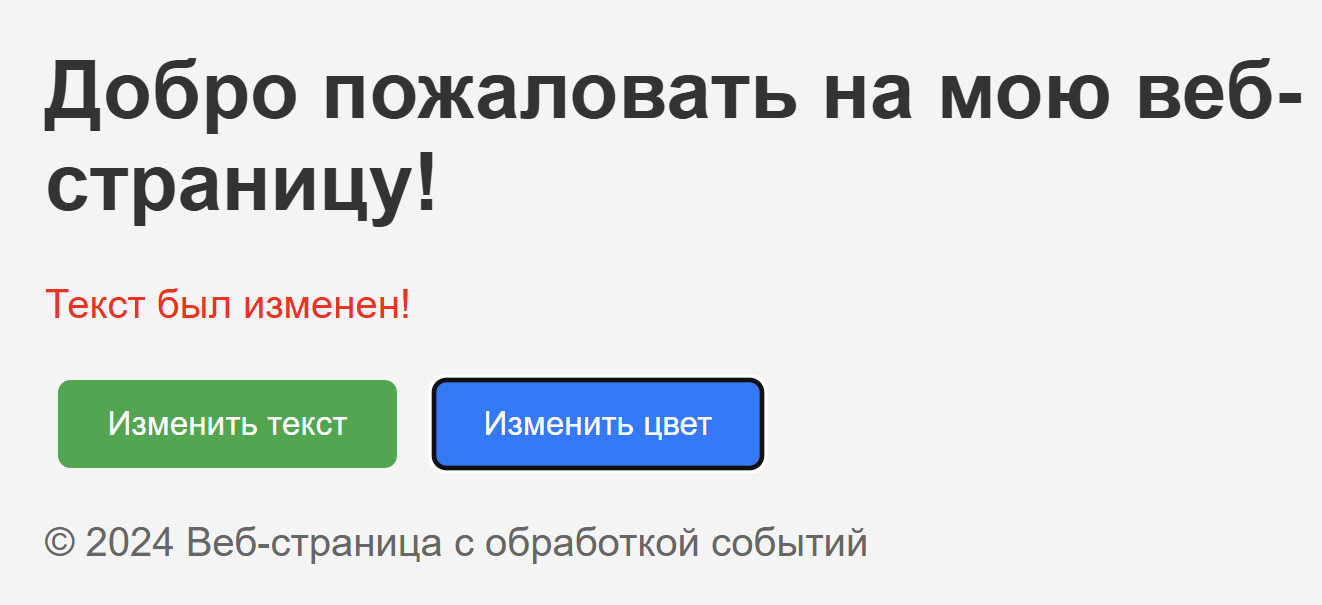 Добро пожаловать на мою веб-
страницу!
Текст был изменен!
Изменить текст
Изменить цвет
© 2024 Веб-страница с обработкой событий